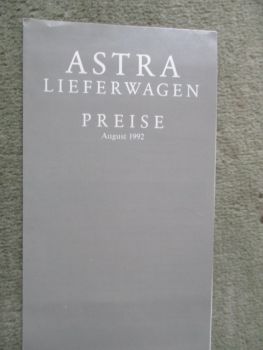 ASTRA
LIEFERWAGEN
PREISE
August 1992